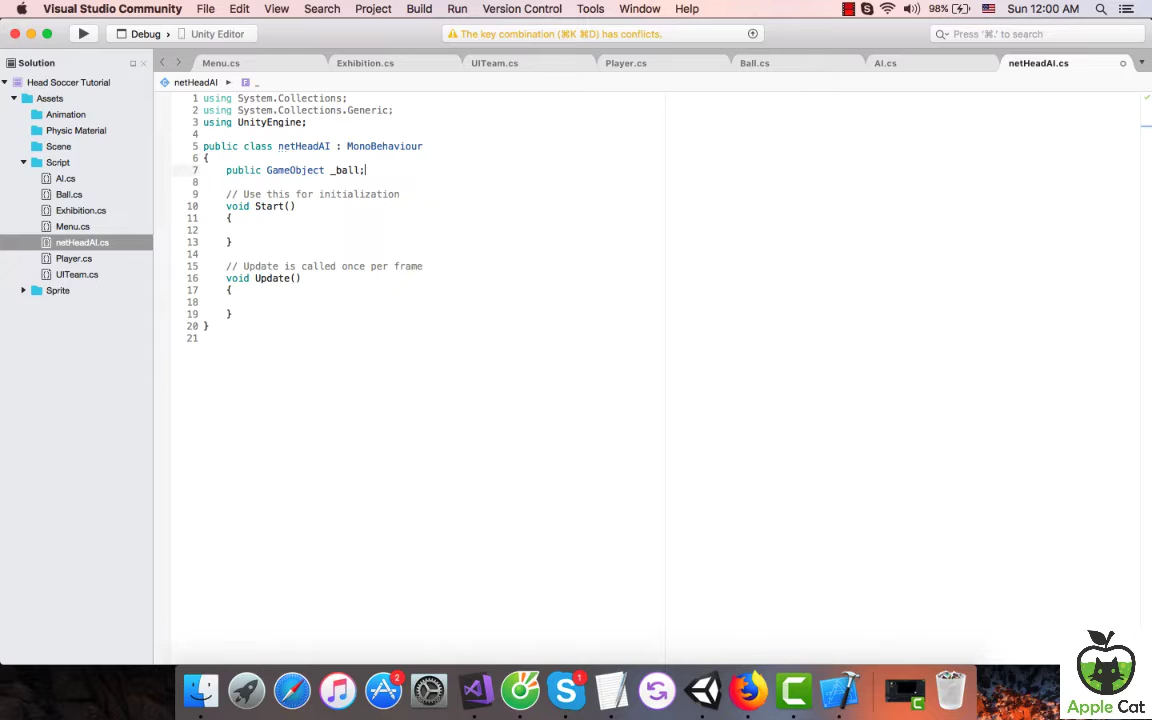 Visual Studio Community File Edit View Search Project Build Run Version Control Tools Window Help 98% Sun 12:00 AM
Debug › Unity Editor The key combination (⌘K ⌘D) has conflicts. Press '⌘.' to search
Solution Menu.cs Exhibition.cs UITeam.cs Player.cs Ball.cs AI.cs netHeadAI.cs
Head Soccer Tutorial
Assets
Animation
Physic Material
Scene
Script
AI.cs
Ball.cs
Exhibition.cs
Menu.cs
netHeadAI.cs
Player.cs
UITeam.cs
Sprite
netHeadAI ▸ F _
1 using System.Collections;
2 using System.Collections.Generic;
3 using UnityEngine;
4
5 public class netHeadAI : MonoBehaviour
6 {
7 public GameObject _ball;
8
9 // Use this for initialization
10 void Start()
11 {
12
13 }
14
15 // Update is called once per frame
16 void Update()
17 {
18
19 }
20 }
21
2
1
Apple Cat